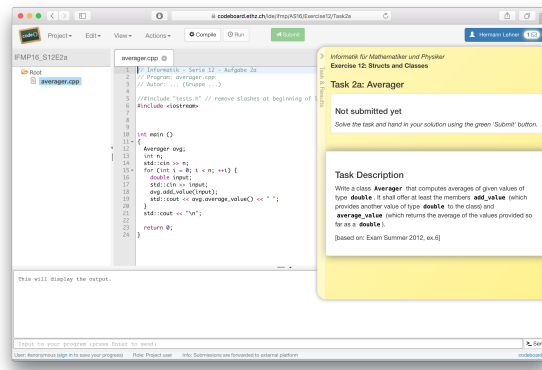 codeboard.ethz.ch/ide/ifmp/AS16/Exercise12/Task2a
code()
Project
Edit
View
Actions
Compile
Run
Submit
Hermann Lehner
1
IFMP16_S12E2a
Root
averager.cpp
averager.cpp
1 // Informatik - Serie 12 - Aufgabe 2a
2 // Program: averager.cpp
3 // Autor: ... (Gruppe ...)
4
5 //#include "tests.h" // remove slashes at beginning of
6 #include <iostream>
7
8
9
10 int main ()
11 {
12 Averager avg;
13 int n;
14 std::cin >> n;
15 for (int i = 0; i < n; ++i) {
16 double input;
17 std::cin >> input;
18 avg.add_value(input);
19 std::cout << avg.average_value() << " ";
20 }
21 std::cout << "\n";
22
23 return 0;
24 }
Task & Results
Informatik für Mathematiker und Physiker
Exercise 12: Structs and Classes
Task 2a: Averager
Not submitted yet
Solve the task and hand in your solution using the green 'Submit' button.
Task Description
Write a class Averager that computes averages of given values of
type double. It shall offer at least the members add_value (which
provides another value of type double to the class) and
average_value (which returns the average of the values provided so
far as a double).
[based on: Exam Summer 2012, ex.6]
This will display the output.
Input to your program (press Enter to send)
User: #anonymous (sign in to save your progress) Role: Project user Info: Submissions are forwarded to external platform